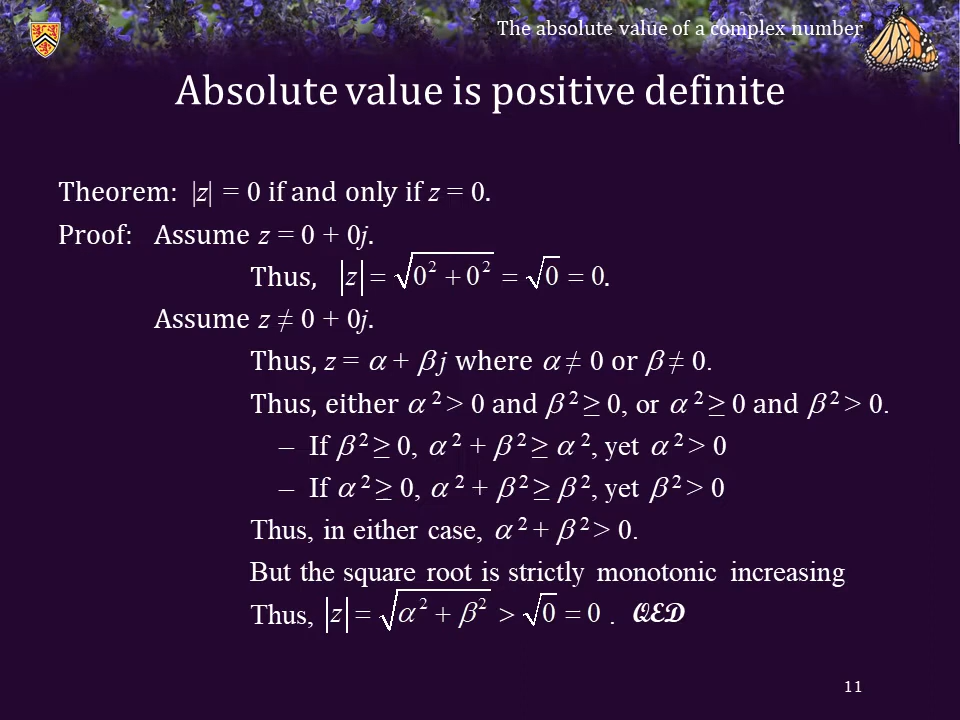 The absolute value of a complex number
Absolute value is positive definite
Theorem: |z| = 0 if and only if z = 0.
Proof: Assume z = 0 + 0j.
Thus, |z| = √(0² + 0²) = √0 = 0.
Assume z ≠ 0 + 0j.
Thus, z = α + βj where α ≠ 0 or β ≠ 0.
Thus, either α² > 0 and β² ≥ 0, or α² ≥ 0 and β² > 0.
– If β² ≥ 0, α² + β² ≥ α², yet α² > 0
– If α² ≥ 0, α² + β² ≥ β², yet β² > 0
Thus, in either case, α² + β² > 0.
But the square root is strictly monotonic increasing
Thus, |z| = √(α² + β²) > √0 = 0 . QED
11